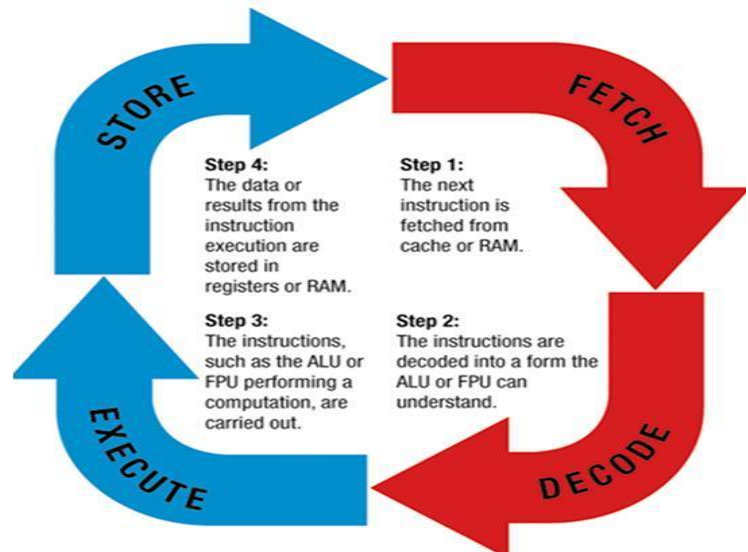 STORE
FETCH
Step 4:
The data or
results from the
instruction
execution are
stored in
registers or RAM.
Step 1:
The next
instruction is
fetched from
cache or RAM.
Step 3:
The instructions,
such as the ALU or
FPU performing a
computation, are
carried out.
Step 2:
The instructions are
decoded into a form the
ALU or FPU can
understand.
EXECUTE
DECODE